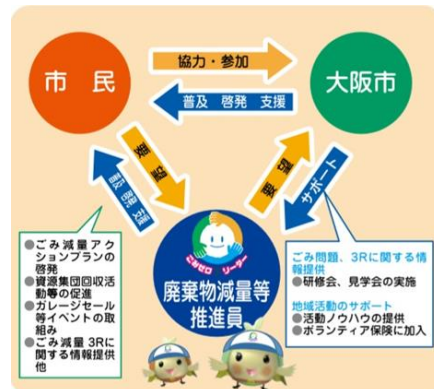 市 民
協力・参加
大阪市
普及 啓発 支援
要望
サポート
ごみゼロリーダー
廃棄物減量等
推進員
●ごみ減量アク
ションプランの
啓発
●資源集団回収活
動等の促進
●ガレージセール
等イベントの取
組み
●ごみ減量 3Rに
関する情報提供
他
ごみ問題、3Rに関する情
報提供
●研修会、見学会の実施
地域活動のサポート
●活動ノウハウの提供
●ボランティア保険に加入